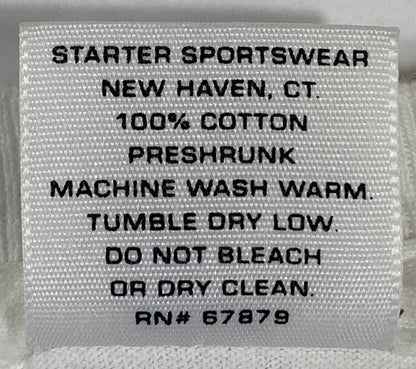 STARTER SPORTSWEAR
NEW HAVEN, CT.
100% COTTON
PRESHRUNK
MACHINE WASH WARM.
TUMBLE DRY LOW.
DO NOT BLEACH
OR DRY CLEAN.
RN# 67879